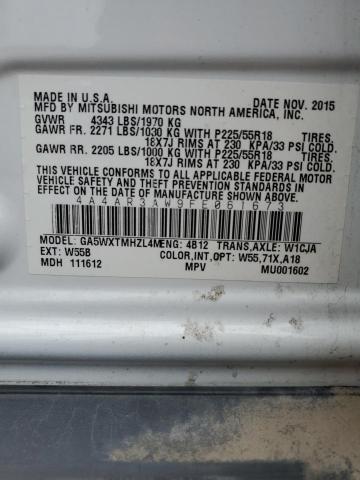 MADE IN U.S.A. DATE NOV. 2015
MFD BY MITSUBISHI MOTORS NORTH AMERICA, INC.
GVWR 4343 LBS/1970 KG
GAWR FR. 2271 LBS/1030 KG WITH P225/55R18 TIRES,
18X7J RIMS AT 230 KPA/33 PSI COLD.
GAWR RR. 2205 LBS/1000 KG WITH P225/55R18 TIRES,
18X7J RIMS AT 230 KPA/33 PSI COLD.
THIS VEHICLE CONFORMS TO ALL APPLICABLE
FEDERAL MOTOR VEHICLE SAFETY AND THEFT
PREVENTION STANDARDS IN EFFECT ON THE DATE
OF MANUFACTURE SHOWN ABOVE.
4A4AR3AW9FE061673
MODEL: GA5WXTMHZL4M ENG: 4B12 TRANS,AXLE: W1CJA
EXT: W55B COLOR,INT,OPT: W55,71X,A18
MDH 111612 MPV MU001602